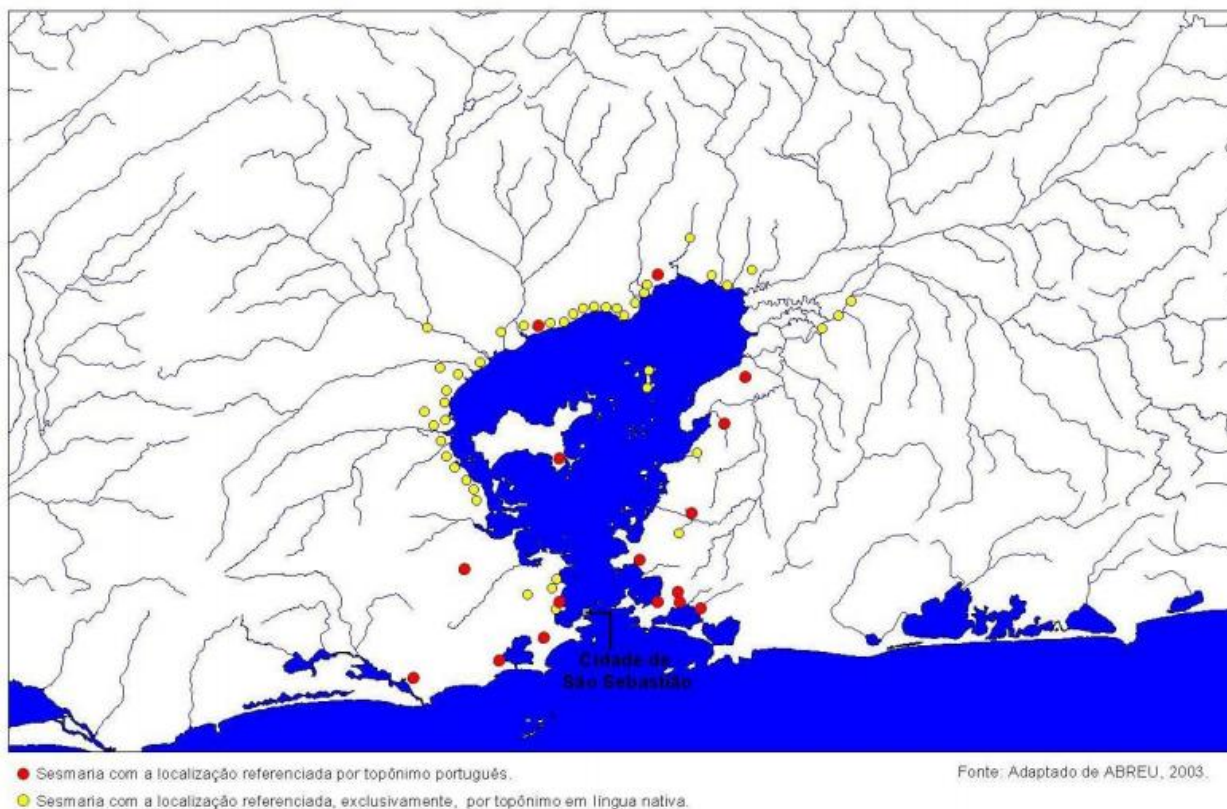 Cidade de
São Sebastião
Sesmaria com a localização referenciada por topônimo português.
Fonte: Adaptado de ABREU, 2003.
Sesmaria com a localização referenciada, exclusivamente, por topônimo em língua nativa.